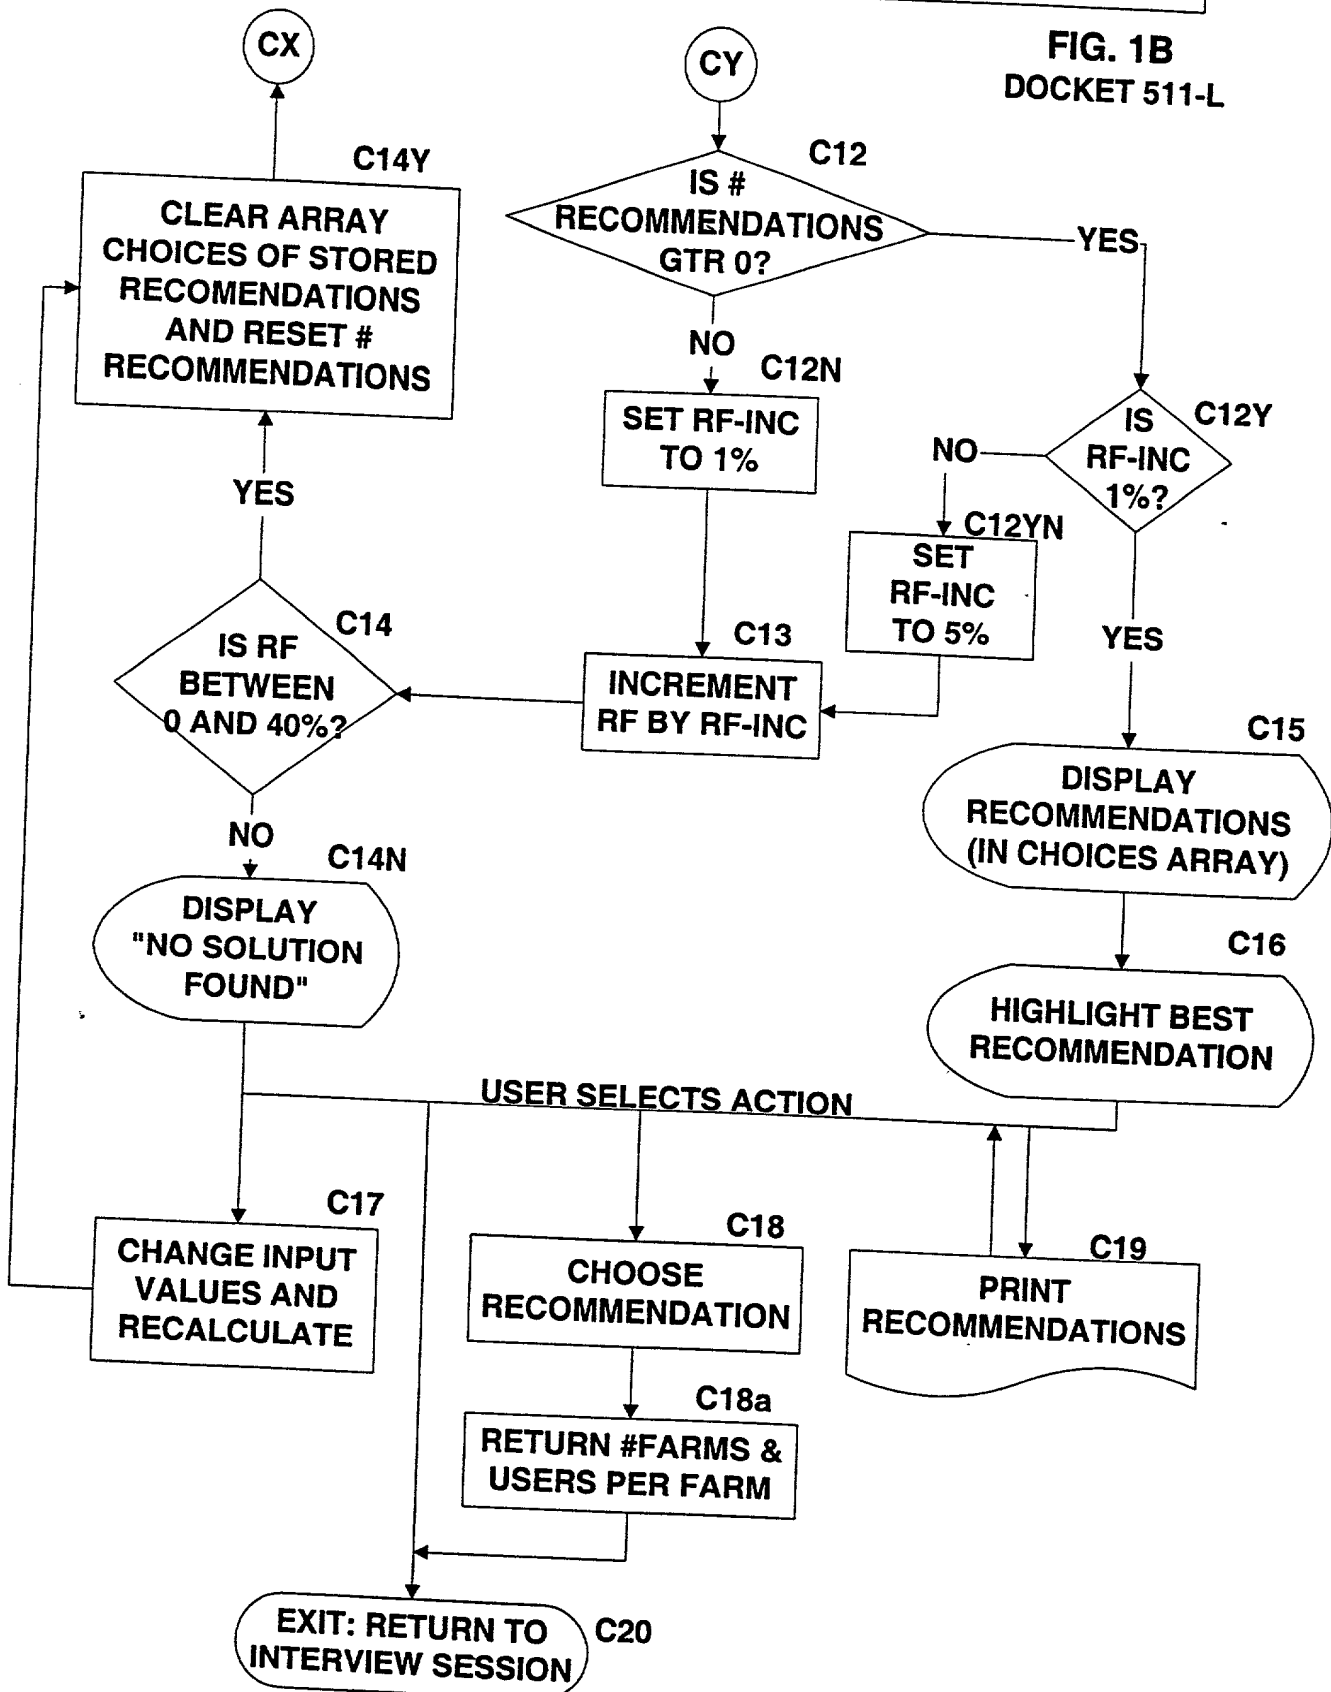 FIG. 1B
DOCKET 511-L
CX
CY
C14Y
CLEAR ARRAY
CHOICES OF STORED
RECOMENDATIONS
AND RESET #
RECOMMENDATIONS
C12
IS #
RECOMMENDATIONS
GTR 0?
YES
NO
C12N
SET RF-INC
TO 1%
C12Y
IS
RF-INC
1%?
NO
C12YN
SET
RF-INC
TO 5%
YES
YES
C14
IS RF
BETWEEN
0 AND 40%?
C13
INCREMENT
RF BY RF-INC
NO
C14N
DISPLAY
"NO SOLUTION
FOUND"
C15
DISPLAY
RECOMMENDATIONS
(IN CHOICES ARRAY)
C16
HIGHLIGHT BEST
RECOMMENDATION
USER SELECTS ACTION
C17
CHANGE INPUT
VALUES AND
RECALCULATE
C18
CHOOSE
RECOMMENDATION
C19
PRINT
RECOMMENDATIONS
C18a
RETURN #FARMS &
USERS PER FARM
EXIT: RETURN TO
INTERVIEW SESSION
C20